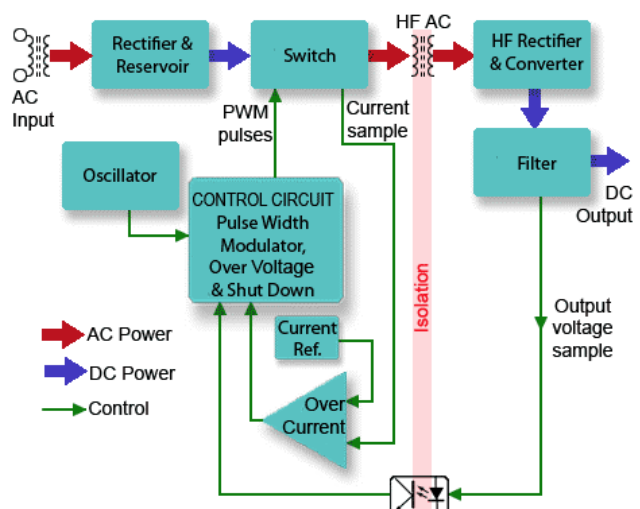 HF AC
Rectifier &
Reservoir
Switch
HF Rectifier
& Converter
AC
Input
PWM
pulses
Current
sample
Oscillator
Filter
DC
Output
CONTROL CIRCUIT
Pulse Width
Modulator,
Over Voltage
& Shut Down
Isolation
Output
voltage
sample
Current
Ref.
AC Power
DC Power
Control
Over
Current